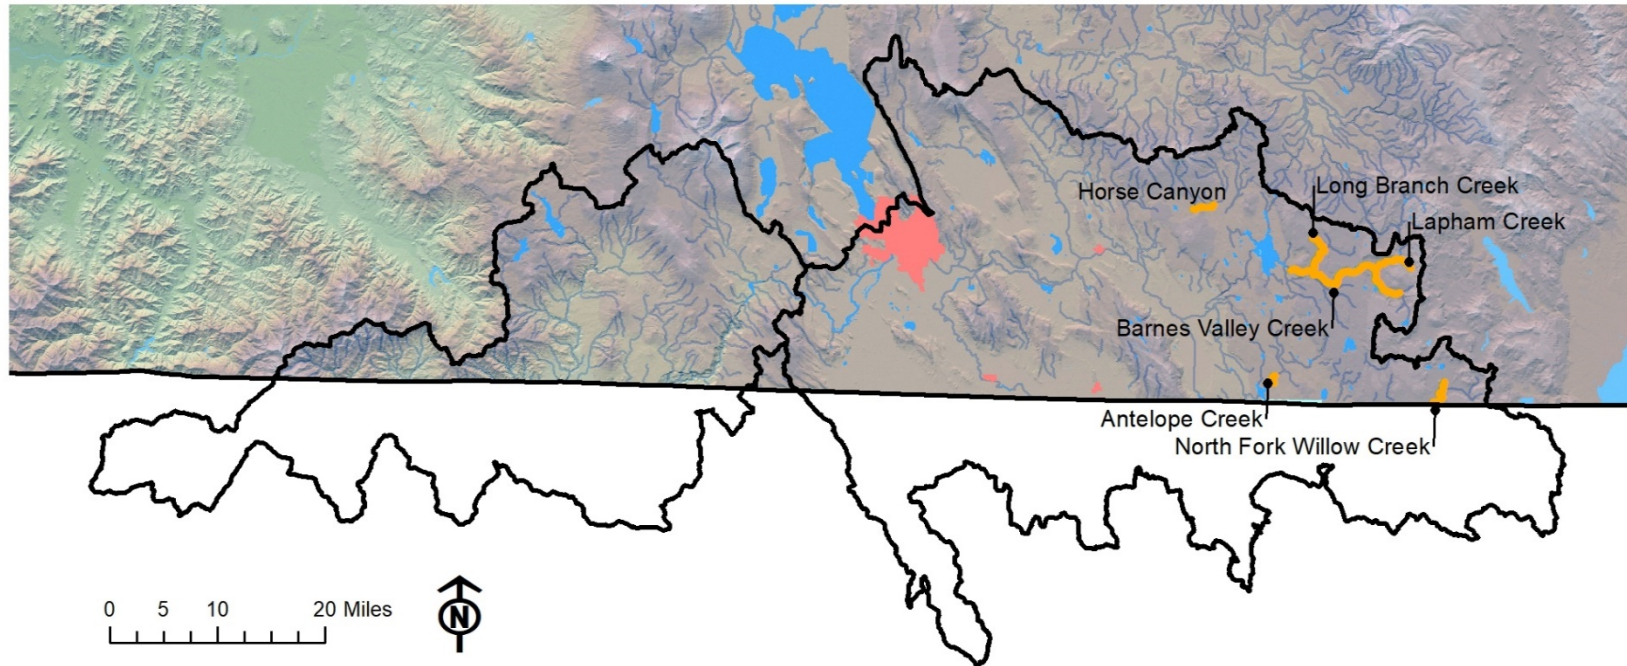 Horse Canyon
Long Branch Creek
Lapham Creek
Barnes Valley Creek
Antelope Creek
North Fork Willow Creek
0 5 10 20 Miles
N